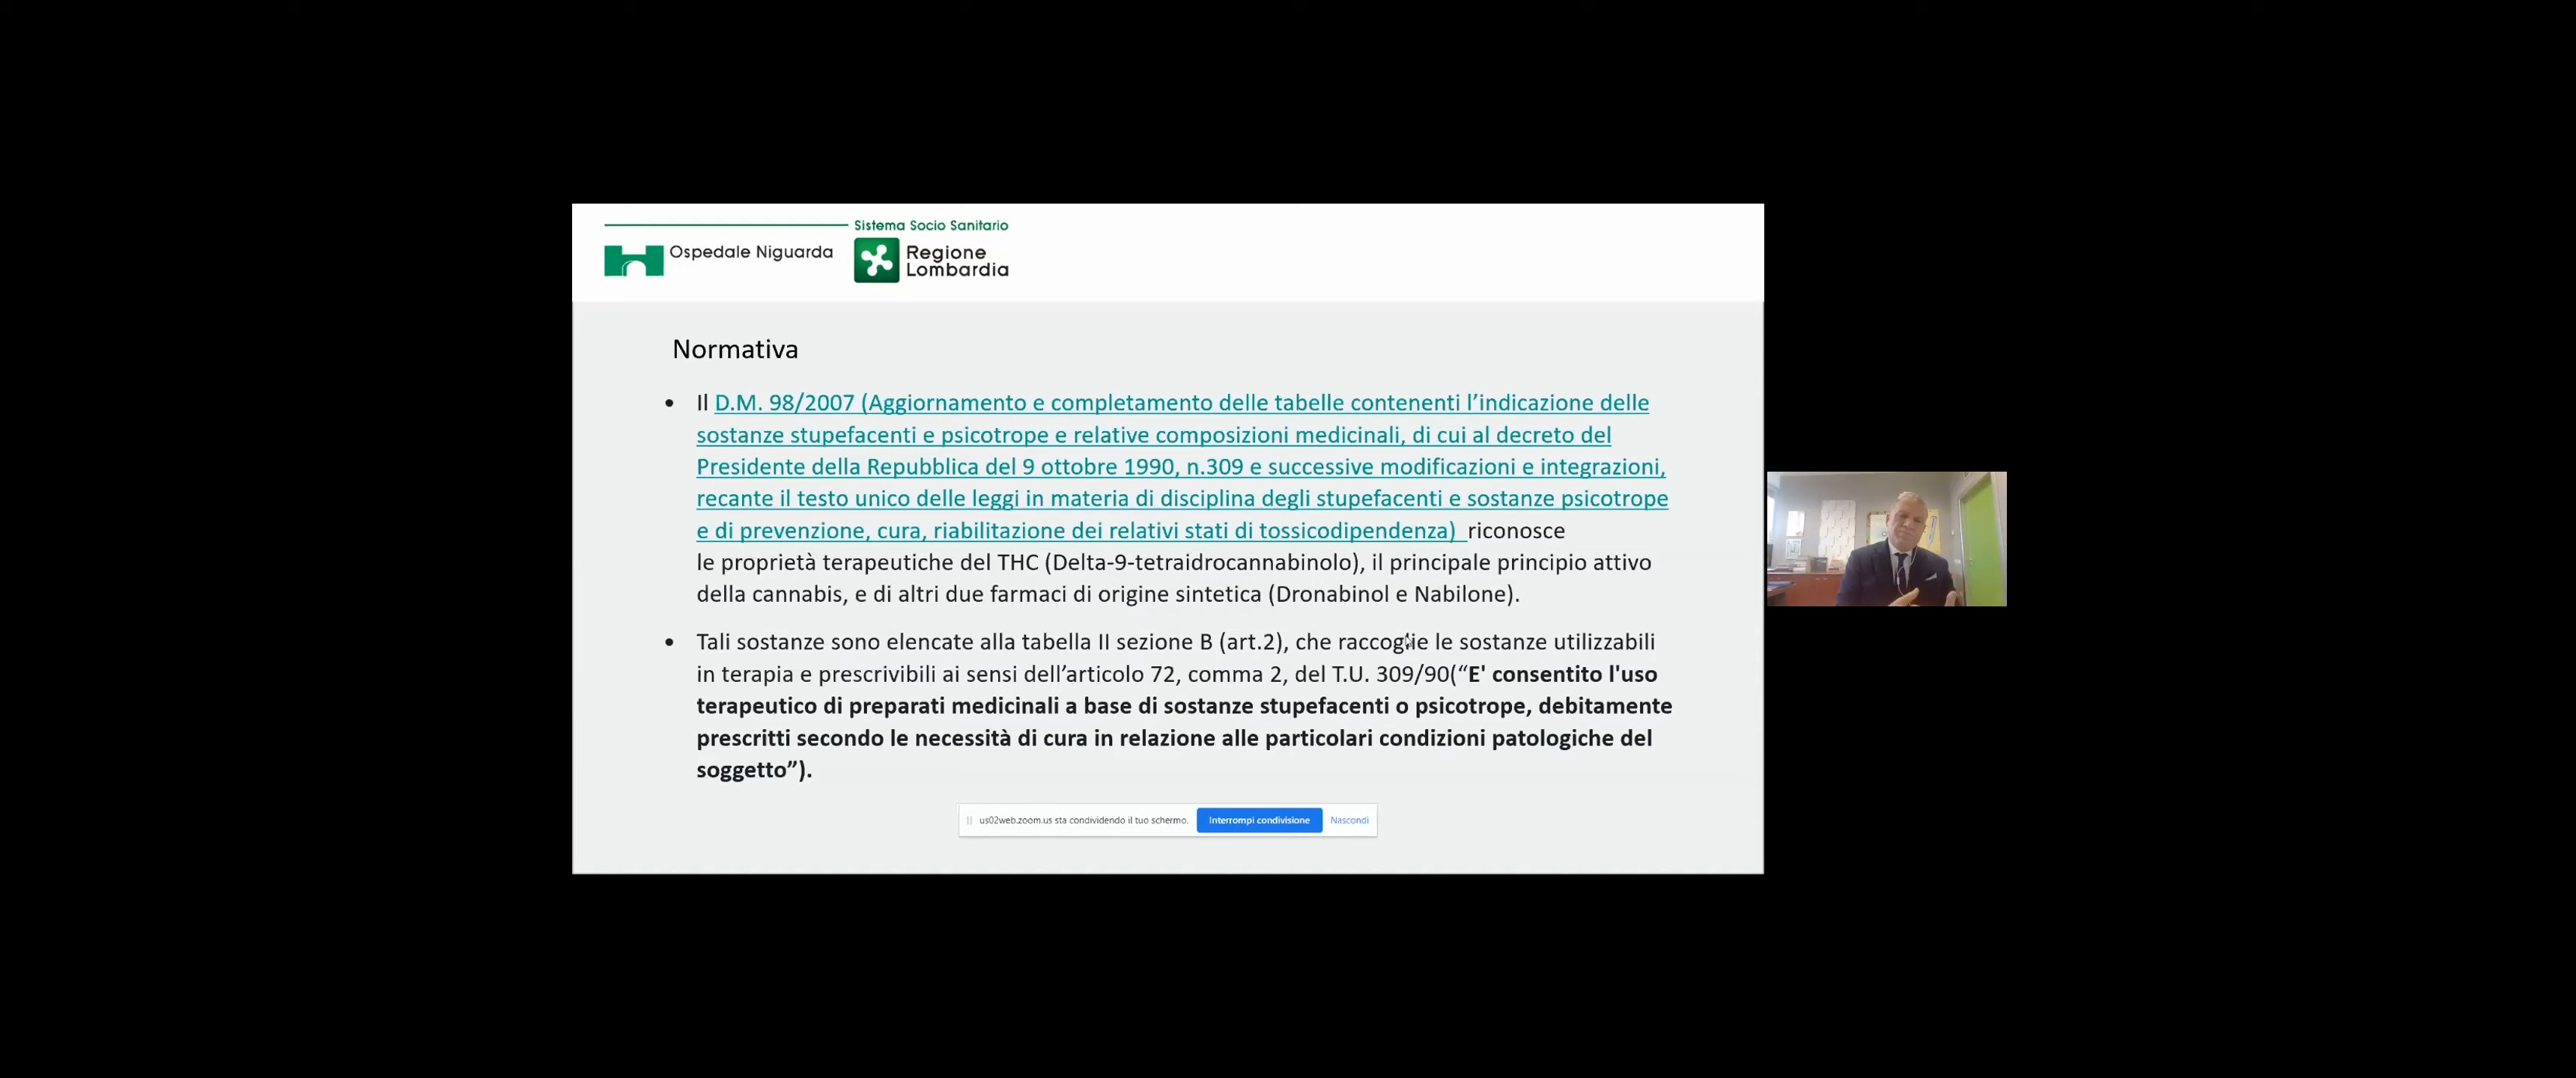 Sistema Socio Sanitario
Ospedale Niguarda
Regione
Lombardia
Normativa
• Il D.M. 98/2007 (Aggiornamento e completamento delle tabelle contenenti l’indicazione delle
sostanze stupefacenti e psicotrope e relative composizioni medicinali, di cui al decreto del
Presidente della Repubblica del 9 ottobre 1990, n.309 e successive modificazioni e integrazioni,
recante il testo unico delle leggi in materia di disciplina degli stupefacenti e sostanze psicotrope
e di prevenzione, cura, riabilitazione dei relativi stati di tossicodipendenza) riconosce
le proprietà terapeutiche del THC (Delta-9-tetraidrocannabinolo), il principale principio attivo
della cannabis, e di altri due farmaci di origine sintetica (Dronabinol e Nabilone).
• Tali sostanze sono elencate alla tabella II sezione B (art.2), che raccoglie le sostanze utilizzabili
in terapia e prescrivibili ai sensi dell’articolo 72, comma 2, del T.U. 309/90(“E' consentito l'uso
terapeutico di preparati medicinali a base di sostanze stupefacenti o psicotrope, debitamente
prescritti secondo le necessità di cura in relazione alle particolari condizioni patologiche del
soggetto”).
us02web.zoom.us sta condividendo il tuo schermo. Interrompi condivisione Nascondi